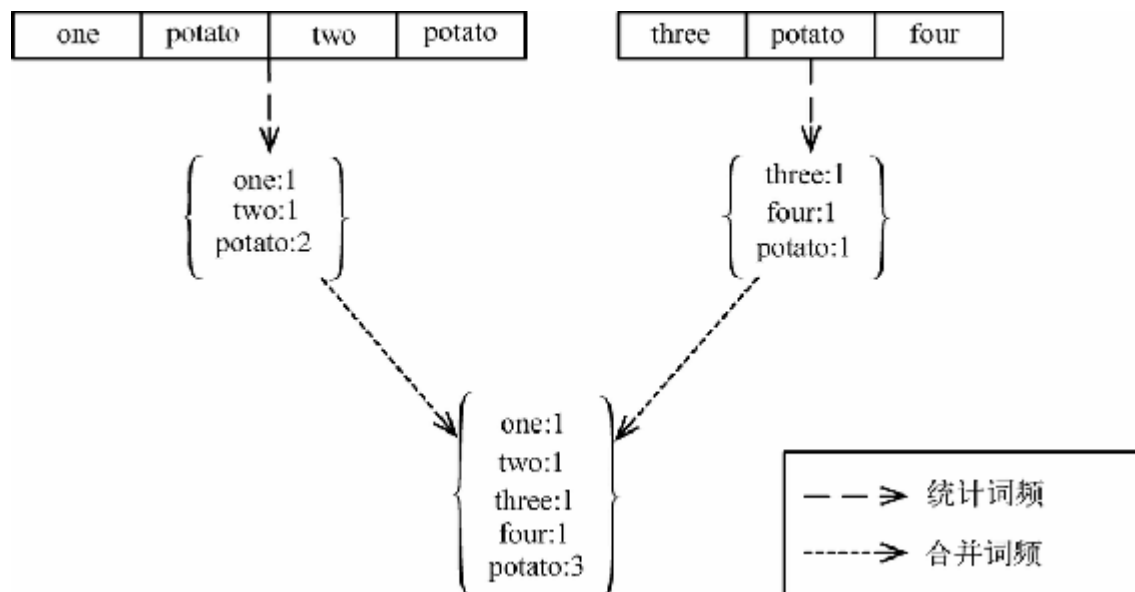 one potato two potato
three potato four
one:1
two:1
potato:2
three:1
four:1
potato:1
one:1
two:1
three:1
four:1
potato:3
统计词频
合并词频